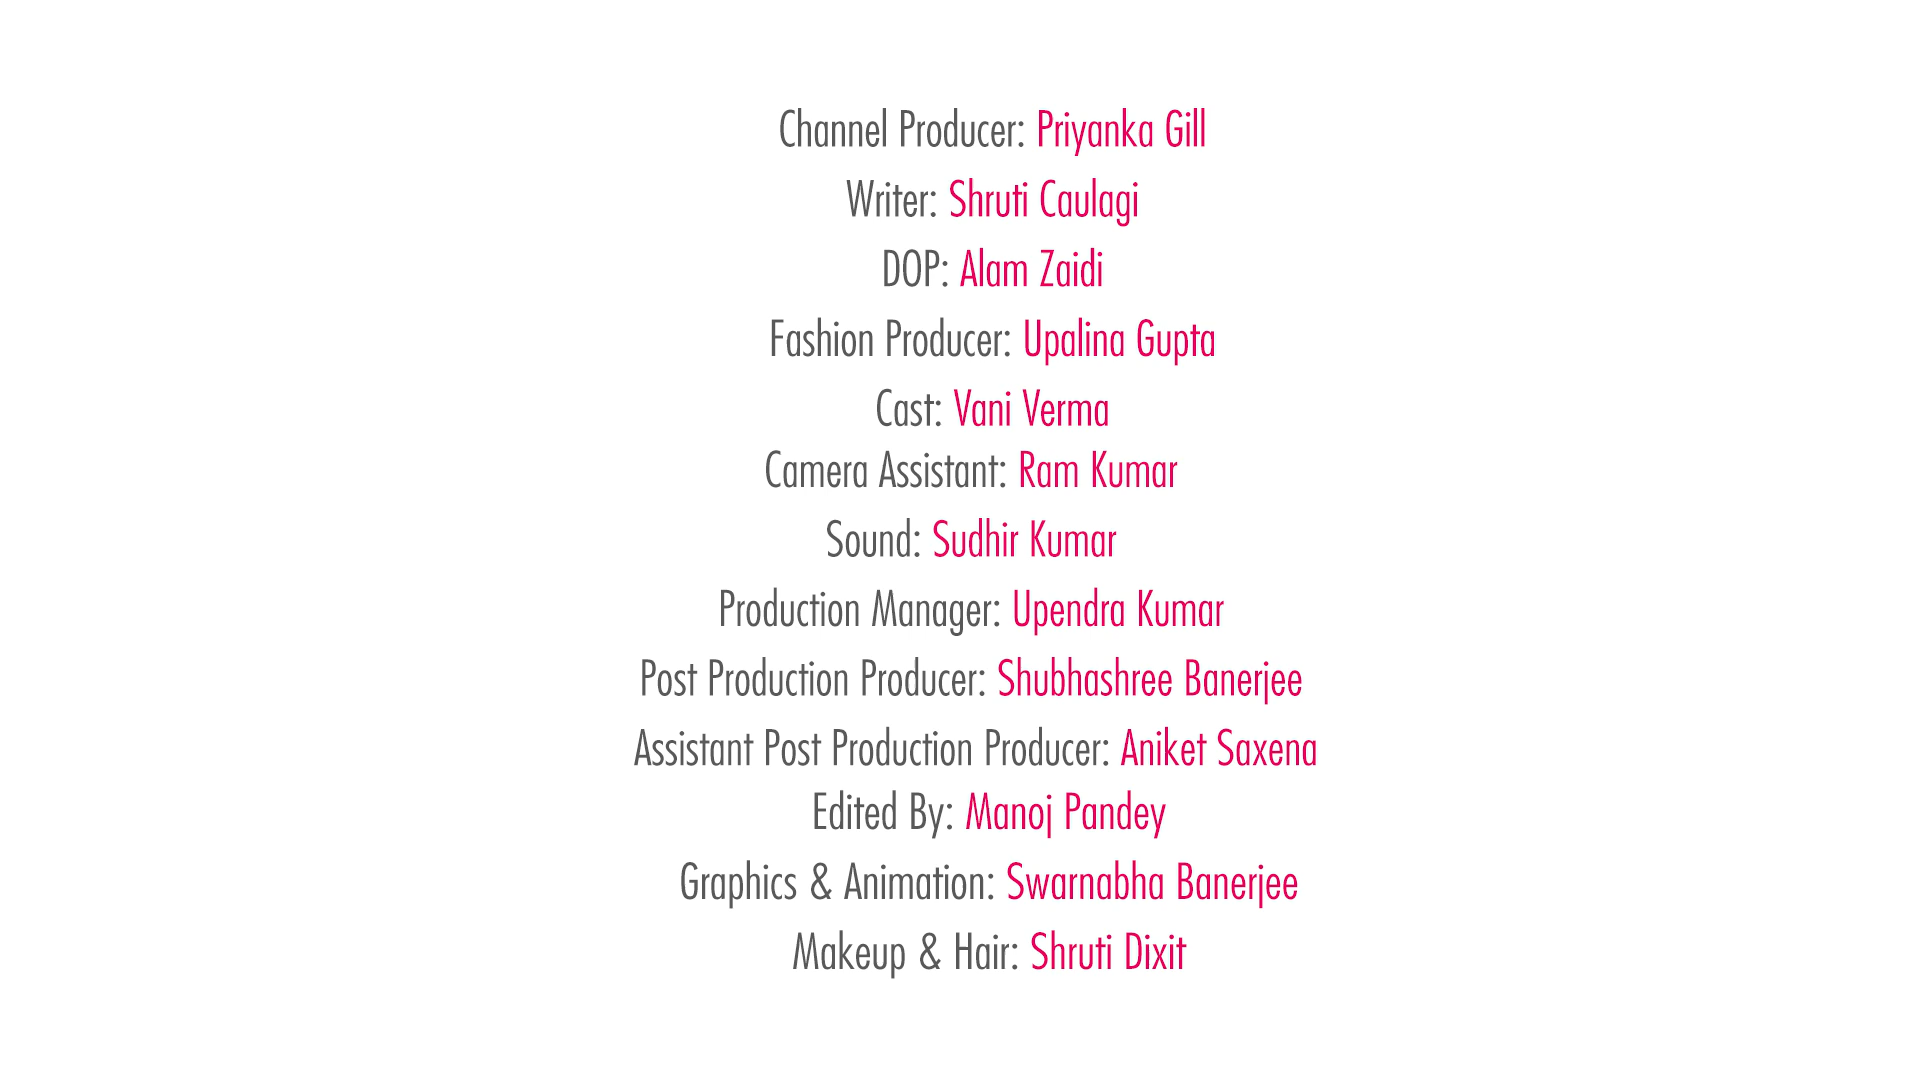 Channel Producer: Priyanka Gill
Writer: Shruti Caulagi
DOP: Alam Zaidi
Fashion Producer: Upalina Gupta
Cast: Vani Verma
Camera Assistant: Ram Kumar
Sound: Sudhir Kumar
Production Manager: Upendra Kumar
Post Production Producer: Shubhashree Banerjee
Assistant Post Production Producer: Aniket Saxena
Edited By: Manoj Pandey
Graphics & Animation: Swarnabha Banerjee
Makeup & Hair: Shruti Dixit